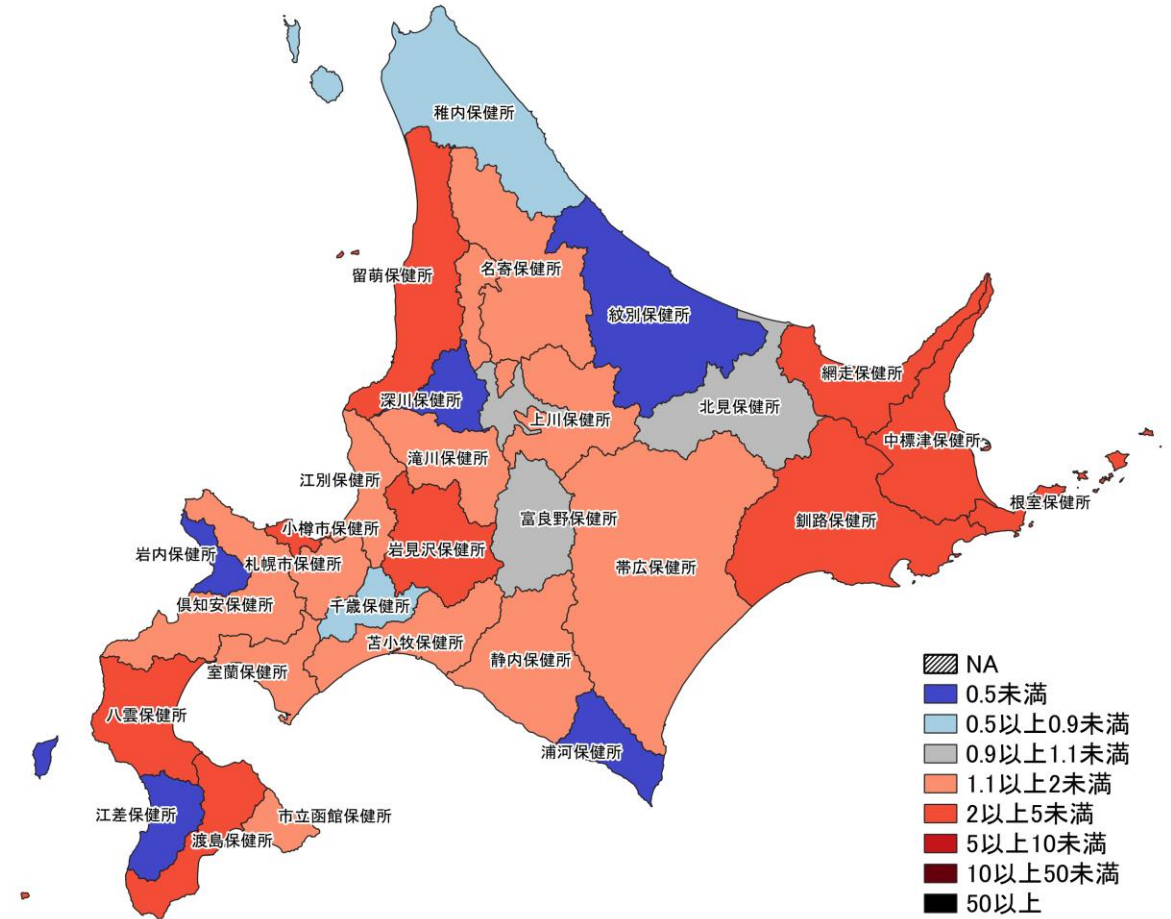 稚内保健所
名寄保健所
留萌保健所
紋別保健所
網走保健所
深川保健所
北見保健所
上川保健所
中標津保健所
滝川保健所
江別保健所
根室保健所
富良野保健所
釧路保健所
小樽市保健所
岩見沢保健所
岩内保健所
札幌市保健所
帯広保健所
倶知安保健所
千歳保健所
苫小牧保健所
静内保健所
室蘭保健所
八雲保健所
浦河保健所
江差保健所
市立函館保健所
渡島保健所
NA
0.5未満
0.5以上0.9未満
0.9以上1.1未満
1.1以上2未満
2以上5未満
5以上10未満
10以上50未満
50以上